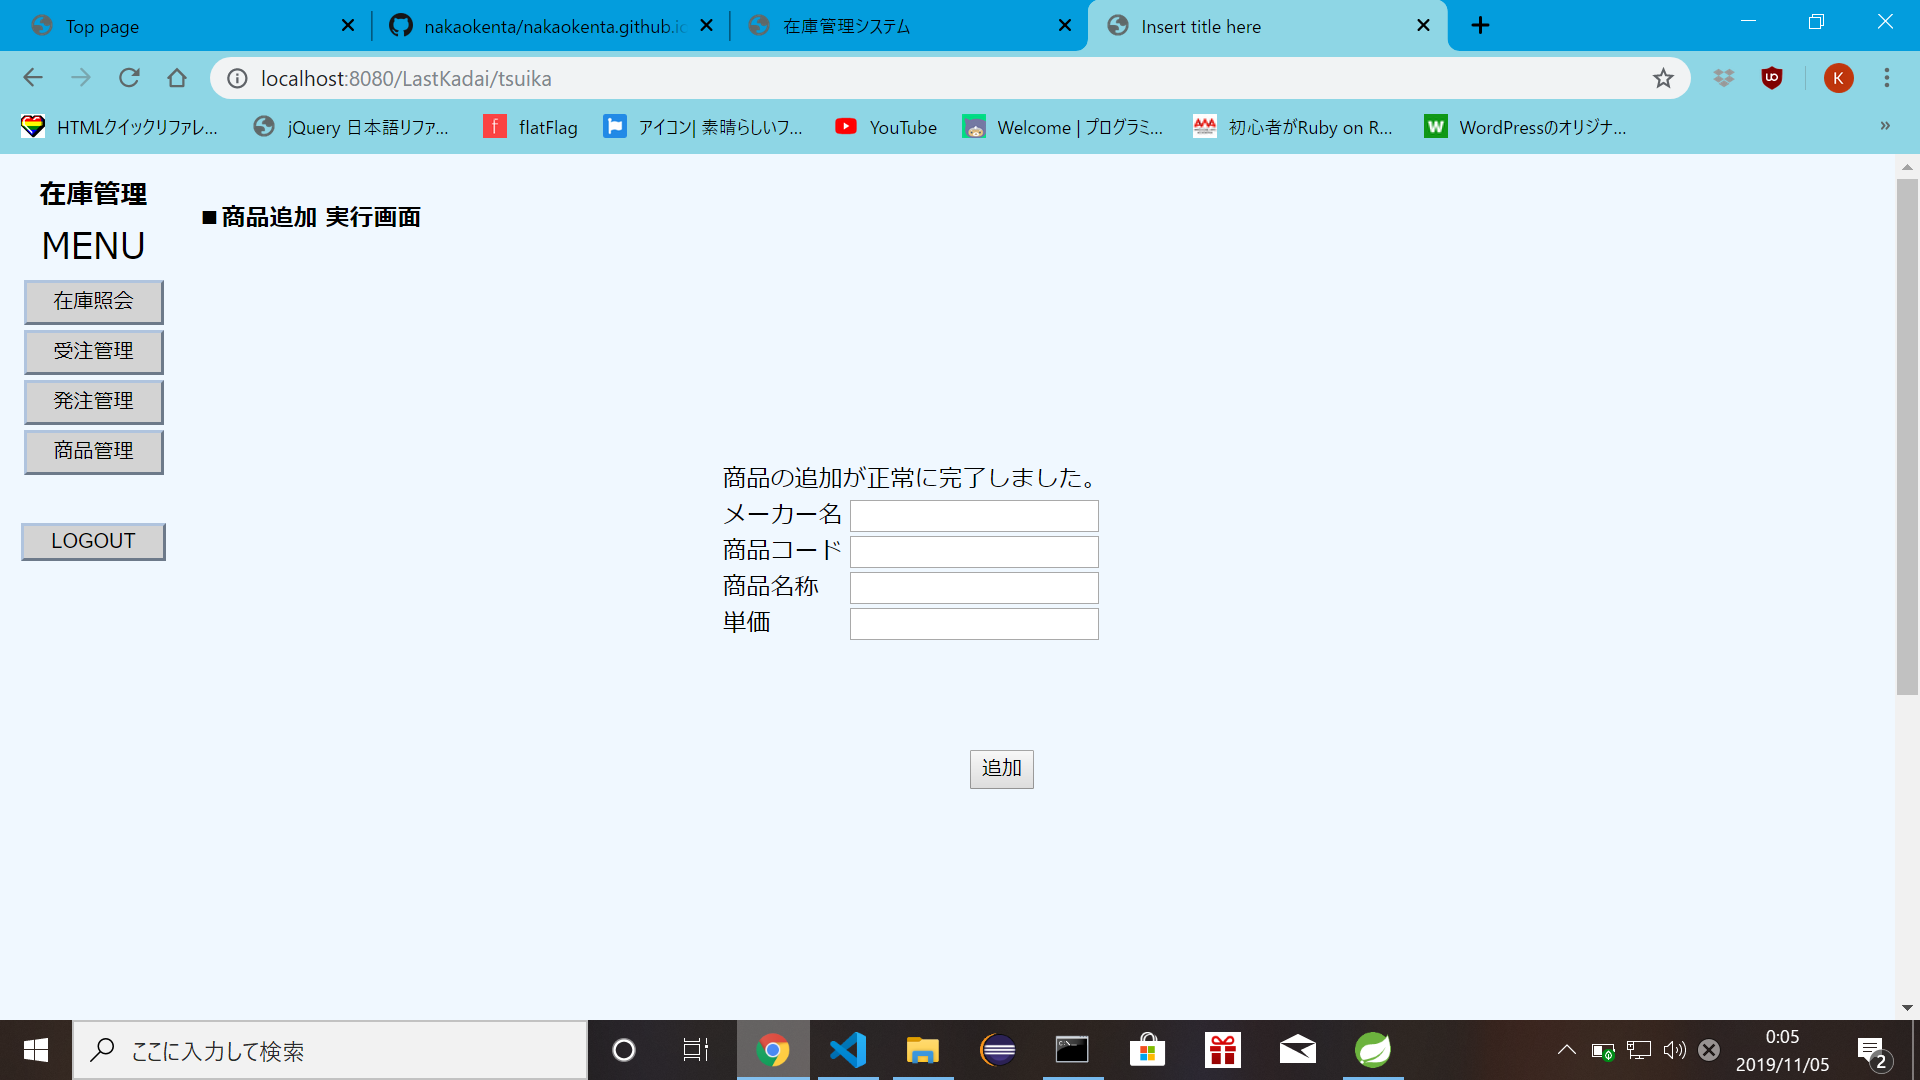 Top page
nakaokenta/nakaokenta.github.io
在庫管理システム
Insert title here
localhost:8080/LastKadai/tsuika
K
HTMLクイックリファレ...
jQuery 日本語リファ...
f
flatFlag
アイコン| 素晴らしいフ...
YouTube
Welcome | プログラミ...
初心者がRuby on R...
W
WordPressのオリジナ...
»
在庫管理
MENU
在庫照会
受注管理
発注管理
商品管理
LOGOUT
■商品追加 実行画面
商品の追加が正常に完了しました。
メーカー名
商品コード
商品名称
単価
追加
ここに入力して検索
0:05
2019/11/05
2